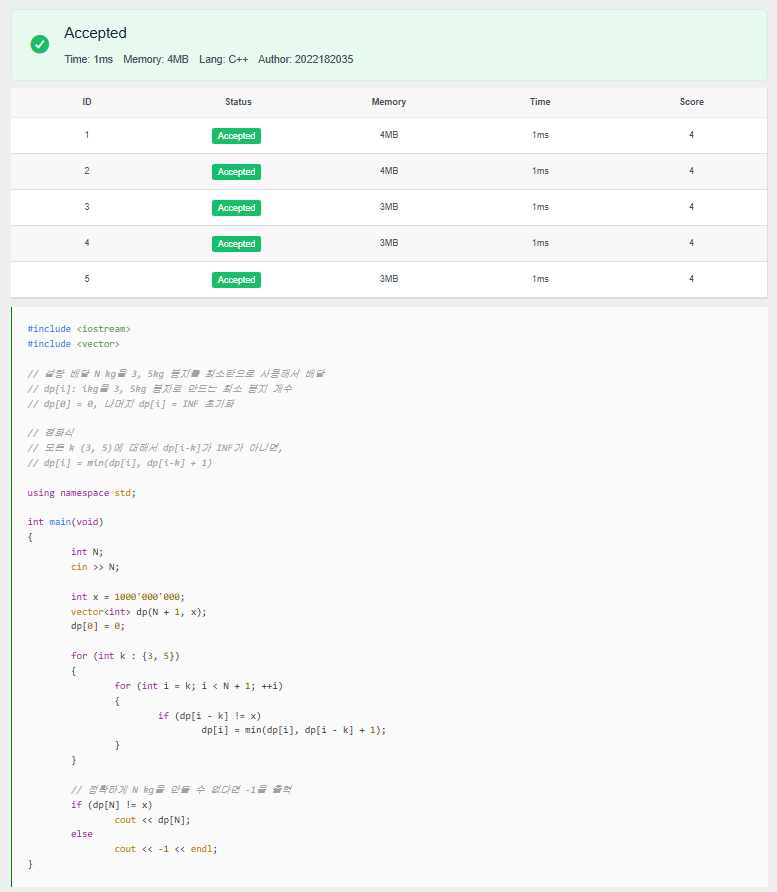 Accepted
Time: 1ms Memory: 4MB Lang: C++ Author: 2022182035
ID Status Memory Time Score
1 Accepted 4MB 1ms 4
2 Accepted 4MB 1ms 4
3 Accepted 3MB 1ms 4
4 Accepted 3MB 1ms 4
5 Accepted 3MB 1ms 4
#include <iostream>
#include <vector>
// 설탕 배달 N kg을 3, 5kg 봉지를 최소한으로 사용해서 배달
// dp[i]: ikg을 3, 5kg 봉지로 만드는 최소 봉지 개수
// dp[0] = 0, 나머지 dp[i] = INF 초기화
// 점화식
// 모든 k (3, 5)에 대해서 dp[i-k]가 INF가 아니면,
// dp[i] = min(dp[i], dp[i-k] + 1)
using namespace std;
int main(void)
{
int N;
cin >> N;
int x = 1000'000'000;
vector<int> dp(N + 1, x);
dp[0] = 0;
for (int k : {3, 5})
{
for (int i = k; i < N + 1; ++i)
{
if (dp[i - k] != x)
dp[i] = min(dp[i], dp[i - k] + 1);
}
}
// 정확하게 N kg을 만들 수 없다면 -1을 출력
if (dp[N] != x)
cout << dp[N];
else
cout << -1 << endl;
}